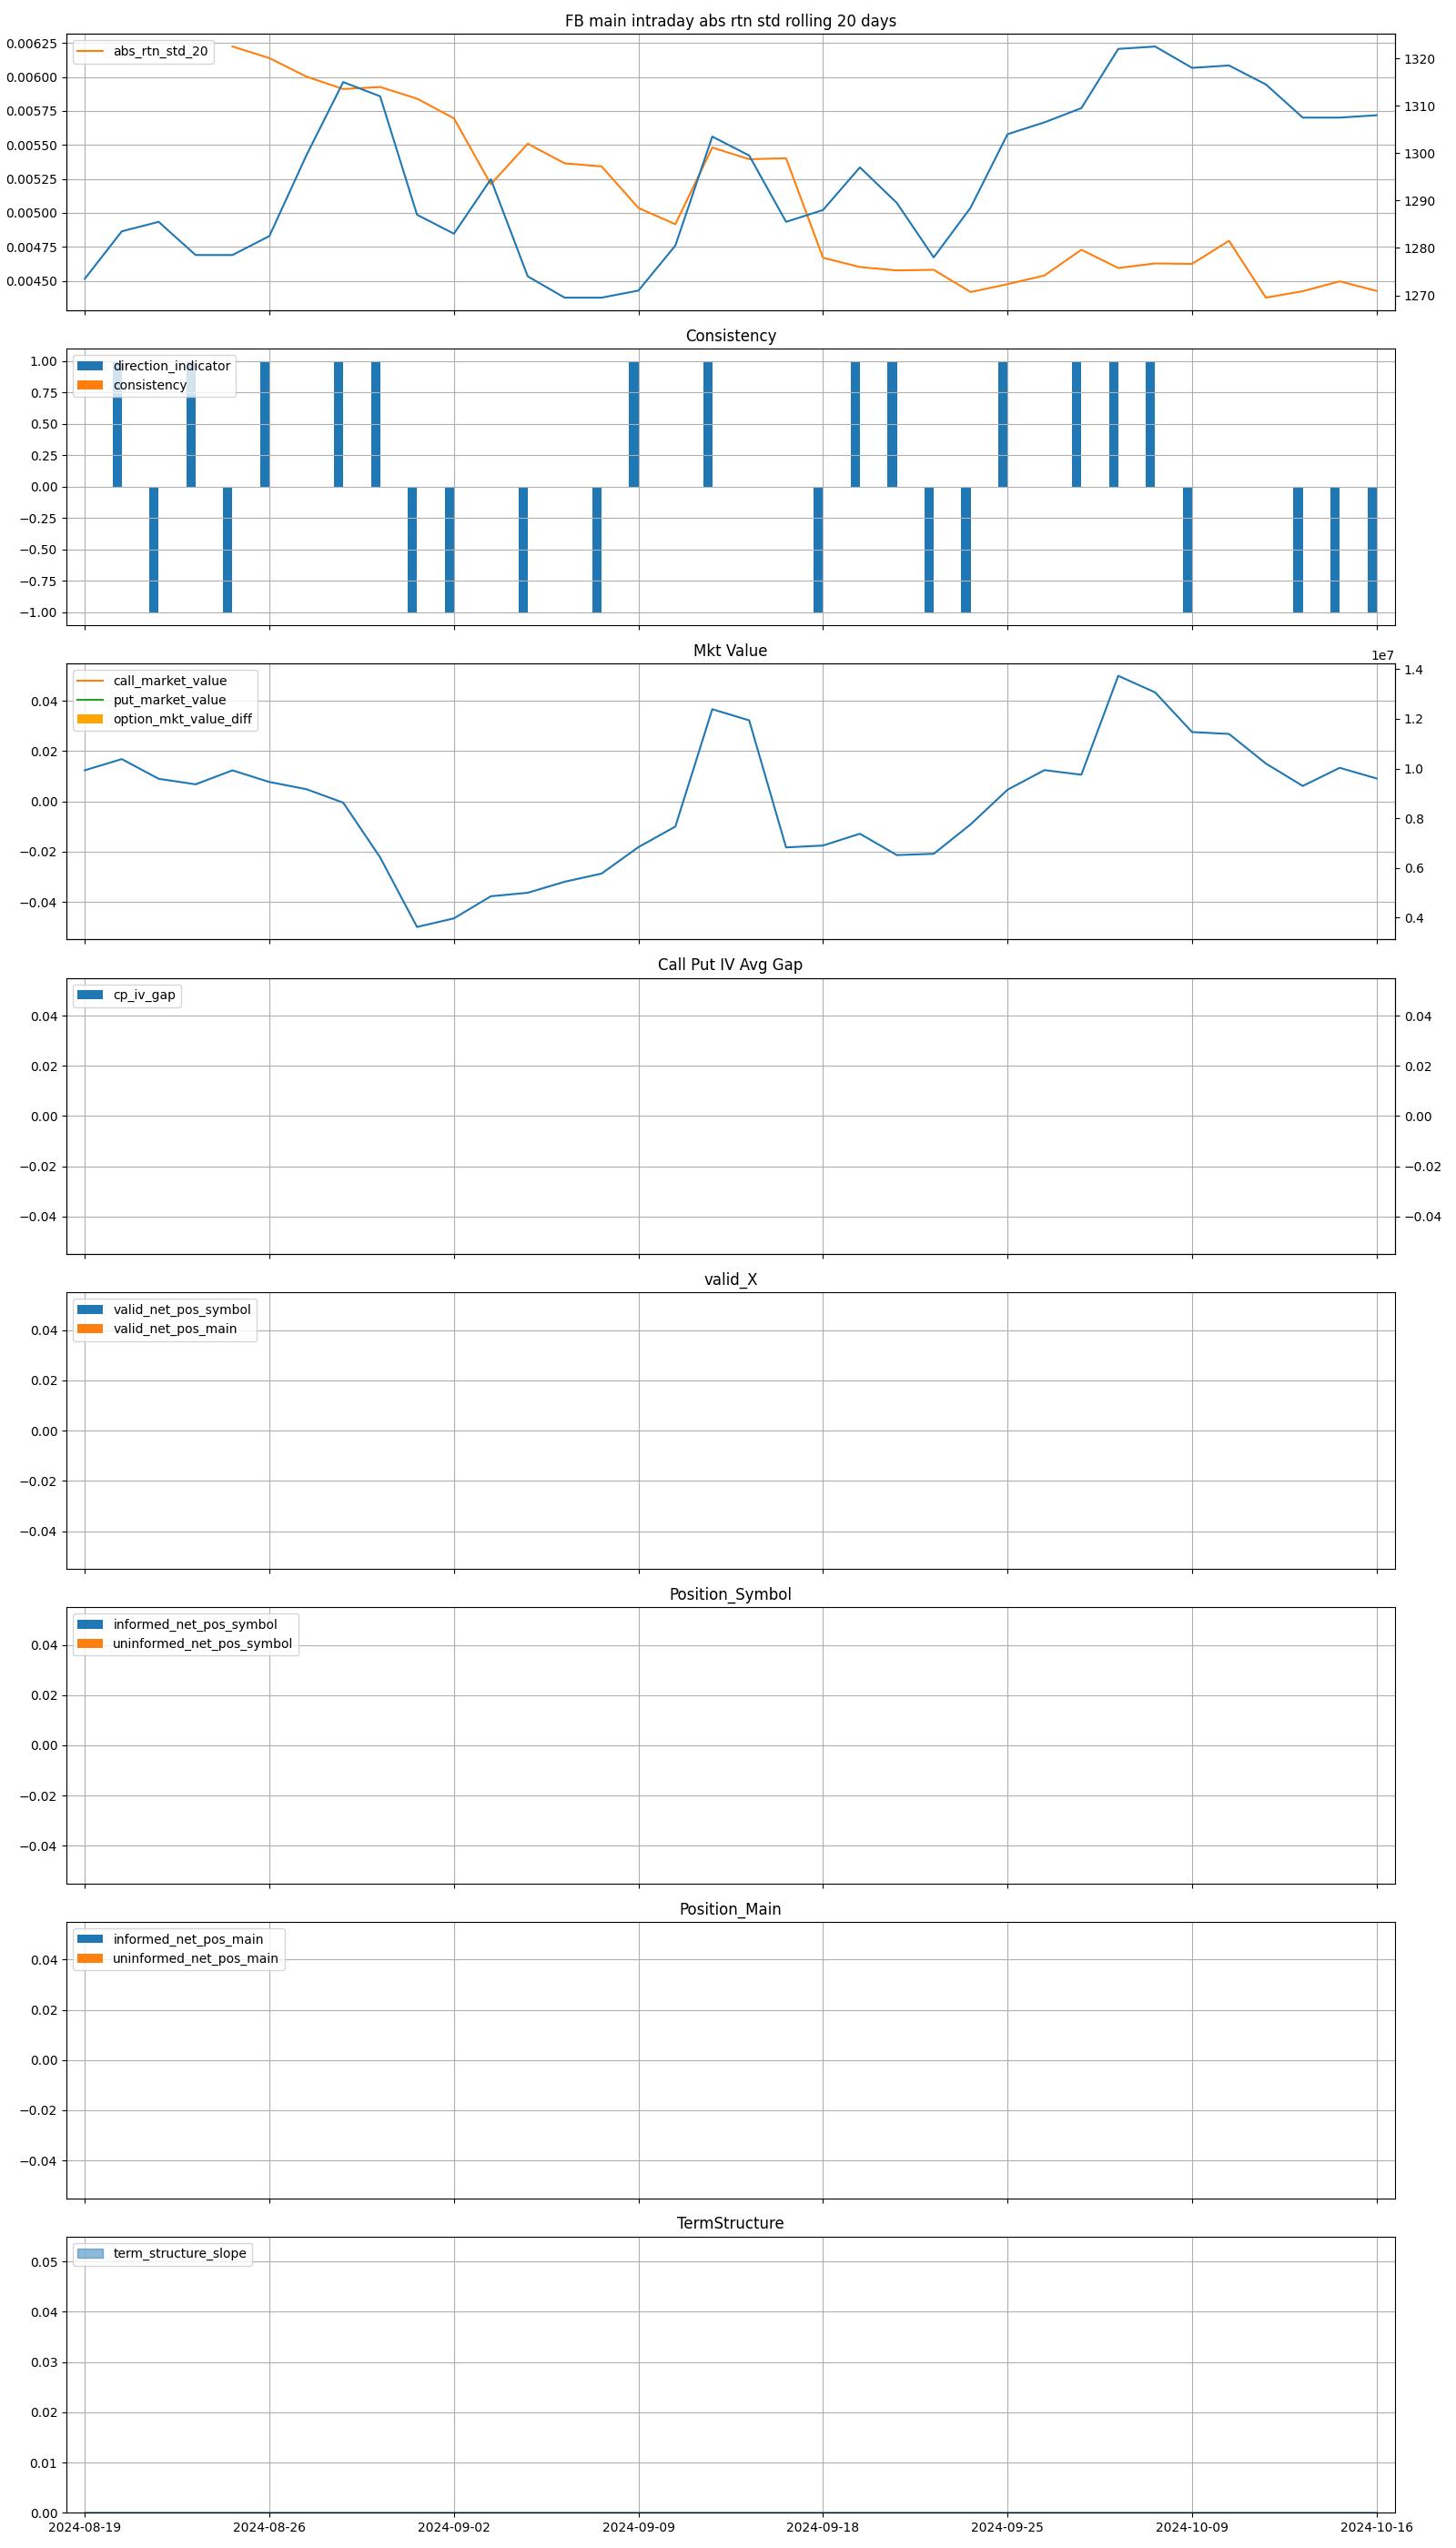 FB main intraday abs rtn std rolling 20 days
abs_rtn_std_20
0.00625
0.00600
0.00575
0.00550
0.00525
0.00500
0.00475
0.00450
1320
1310
1300
1290
1280
1270
Consistency
direction_indicator
consistency
1.00
0.75
0.50
0.25
0.00
−0.25
−0.50
−0.75
−1.00
Mkt Value
1e7
call_market_value
put_market_value
option_mkt_value_diff
0.04
0.02
0.00
−0.02
−0.04
1.4
1.2
1.0
0.8
0.6
0.4
Call Put IV Avg Gap
cp_iv_gap
0.04
0.02
0.00
−0.02
−0.04
0.04
0.02
0.00
−0.02
−0.04
valid_X
valid_net_pos_symbol
valid_net_pos_main
0.04
0.02
0.00
−0.02
−0.04
Position_Symbol
informed_net_pos_symbol
uninformed_net_pos_symbol
0.04
0.02
0.00
−0.02
−0.04
Position_Main
informed_net_pos_main
uninformed_net_pos_main
0.04
0.02
0.00
−0.02
−0.04
TermStructure
term_structure_slope
0.05
0.04
0.03
0.02
0.01
0.00
2024-08-19 2024-08-26 2024-09-02 2024-09-09 2024-09-18 2024-09-25 2024-10-09 2024-10-16